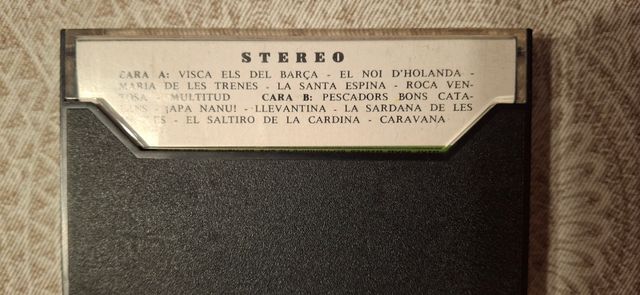 STEREO
CARA A: VISCA ELS DEL BARÇA - EL NOI D'HOLANDA -
MARIA DE LES TRENES - LA SANTA ESPINA - ROCA VEN-
TOSA - MULTITUD CARA B: PESCADORS BONS CATA-
LANS - ¡APA NANU! - LLEVANTINA - LA SARDANA DE LES
- EL SALTIRO DE LA CARDINA - CARAVANA